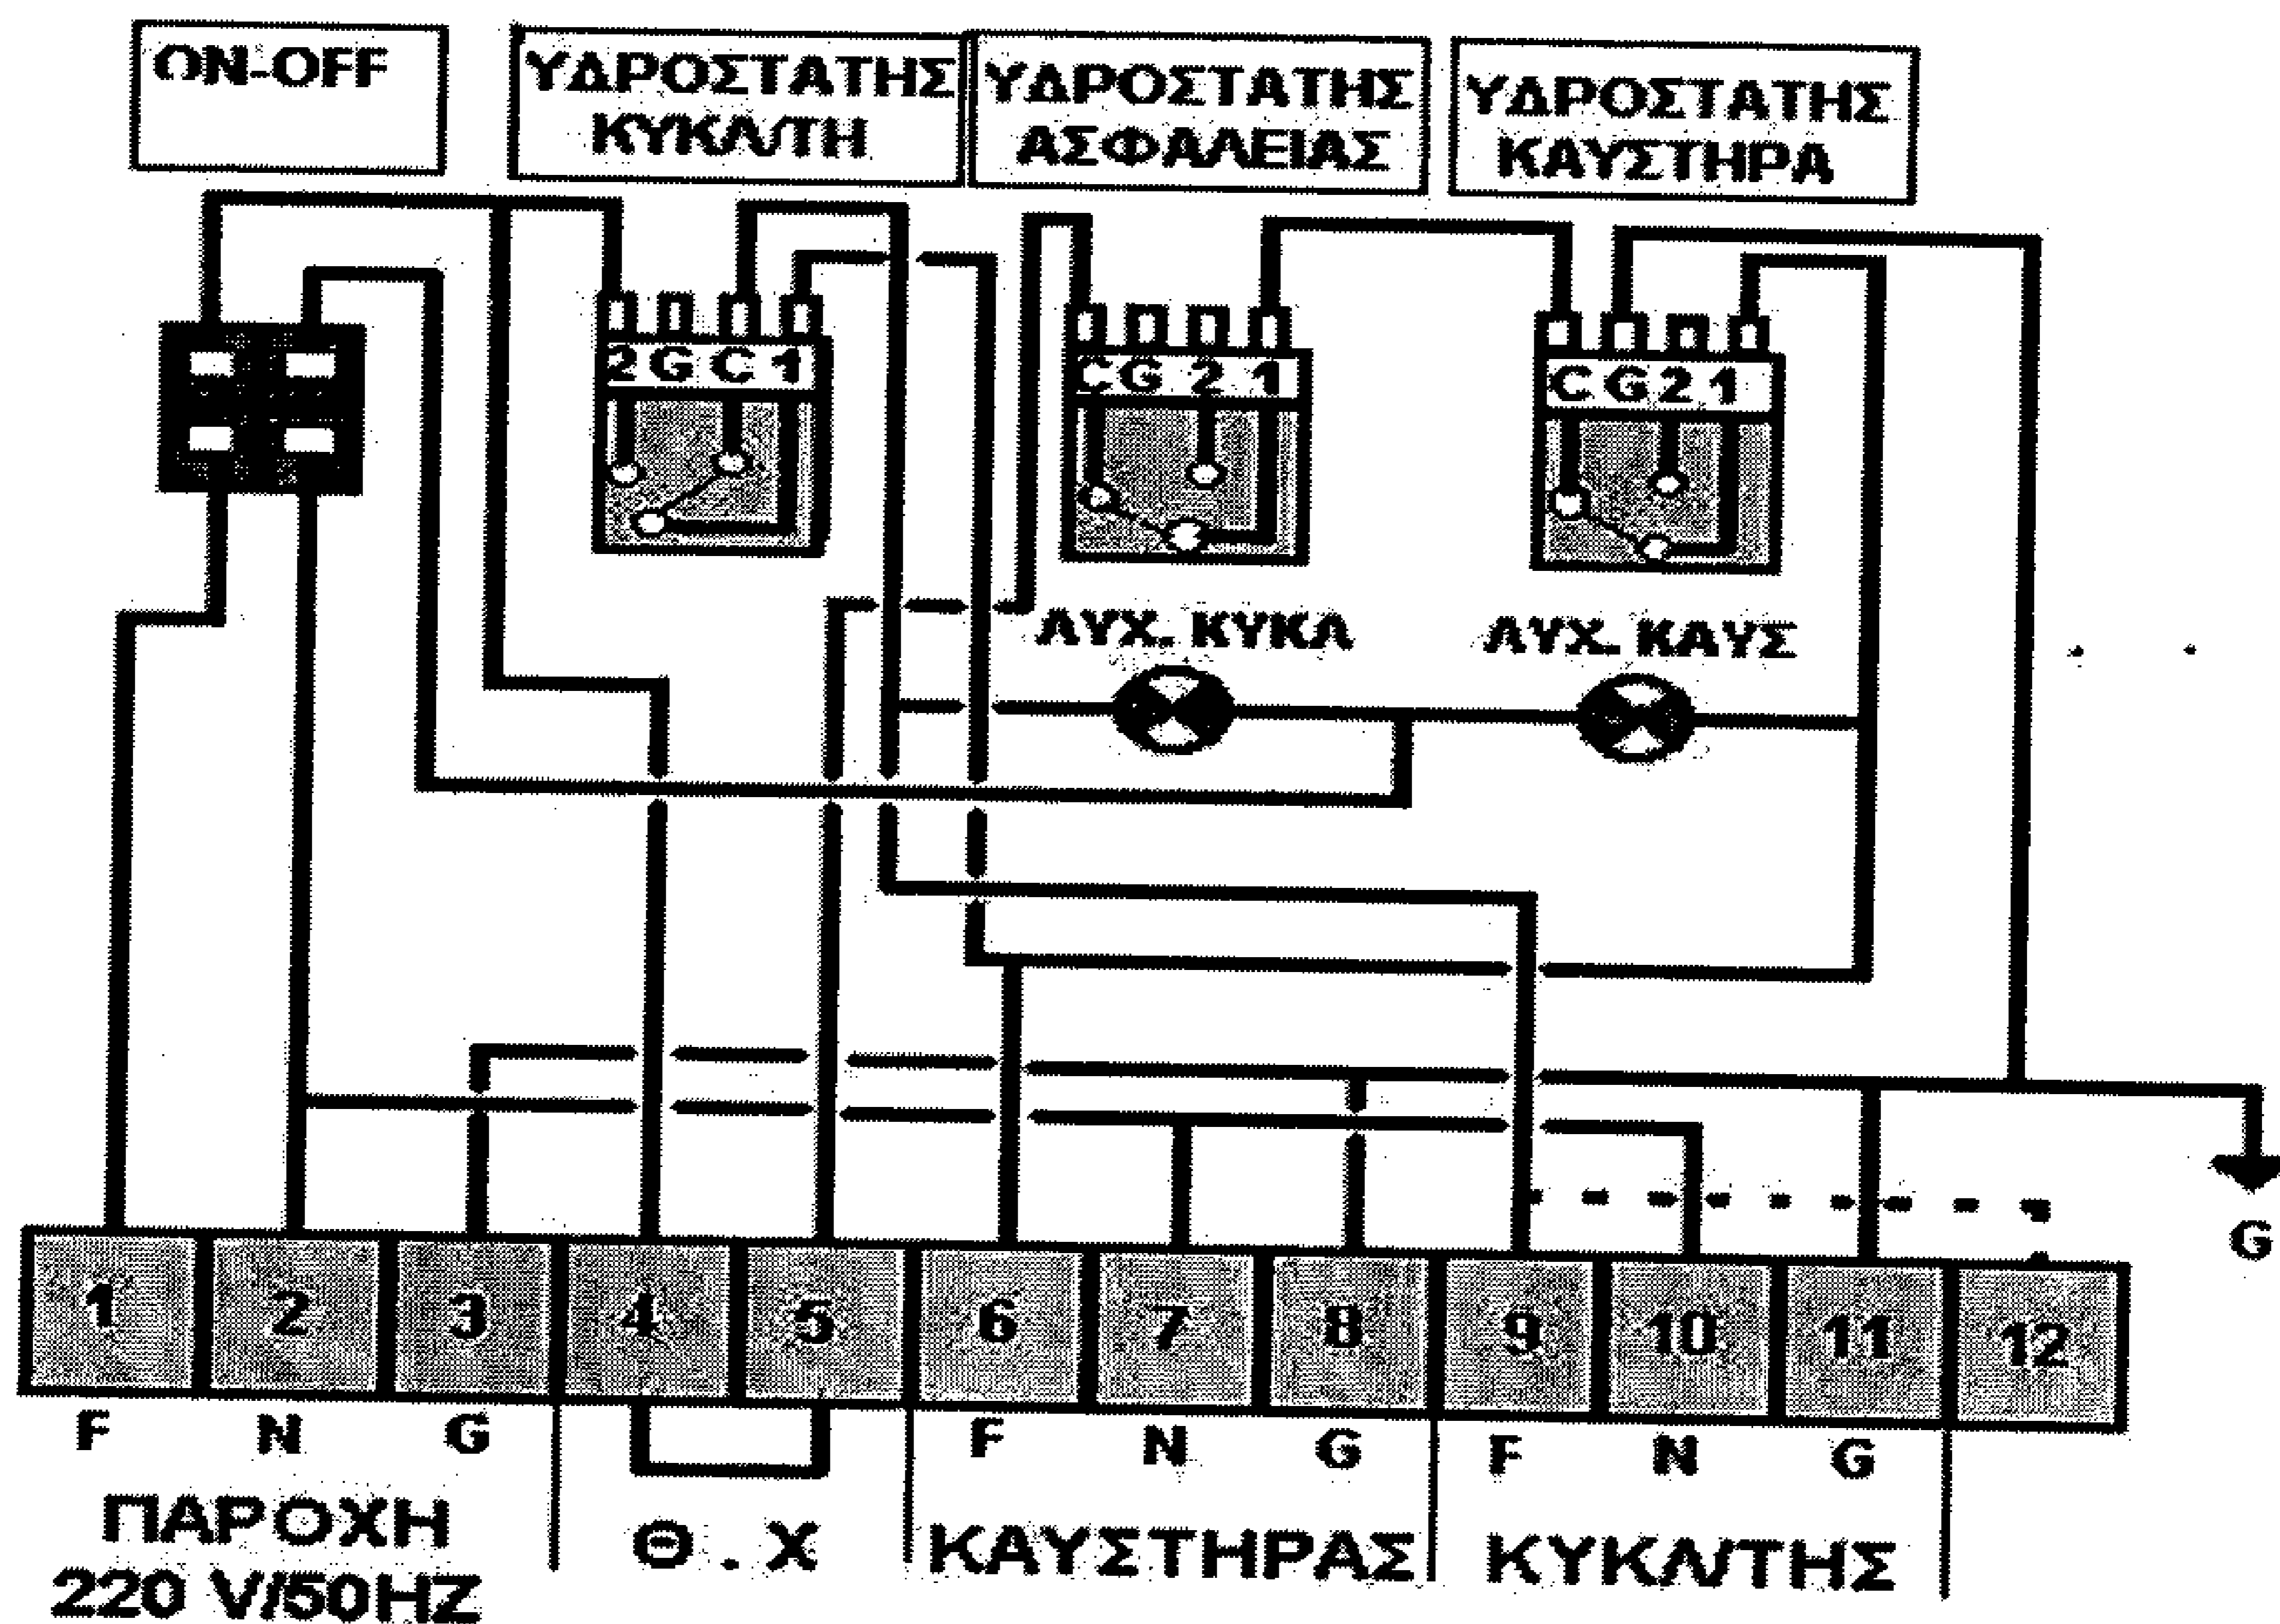 ON-OFF
ΥΔΡΟΣΤΑΤΗΣ
ΚΥΚΛ/ΤΗ
ΥΔΡΟΣΤΑΤΗΣ
ΑΣΦΑΛΕΙΑΣ
ΥΔΡΟΣΤΑΤΗΣ
ΚΑΥΣΤΗΡΑ
2 G C 1
C G 2 1
C G 2 1
ΛΥΧ. ΚΥΚΛ
ΛΥΧ. ΚΑΥΣ
G
1 2 3 4 5 6 7 8 9 10 11 12
F N G F N G F N G
ΠΑΡΟΧΗ
220 V/50HZ
Θ.Χ
ΚΑΥΣΤΗΡΑΣ
ΚΥΚΛ/ΤΗΣ